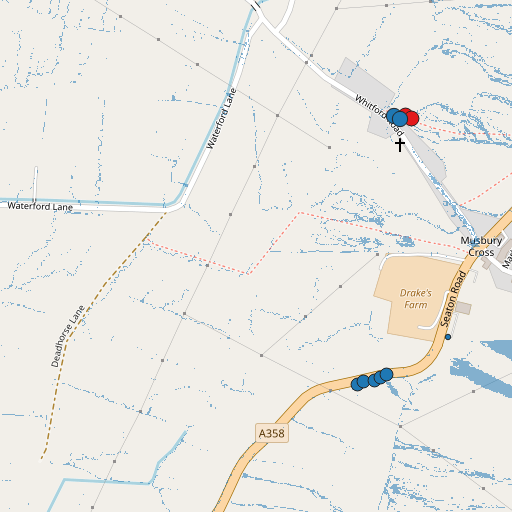 Waterford Lane
Whitford Road
Waterford Lane
Musbury
Cross
Drake's
Farm
Seaton Road
Deadhorse Lane
A358